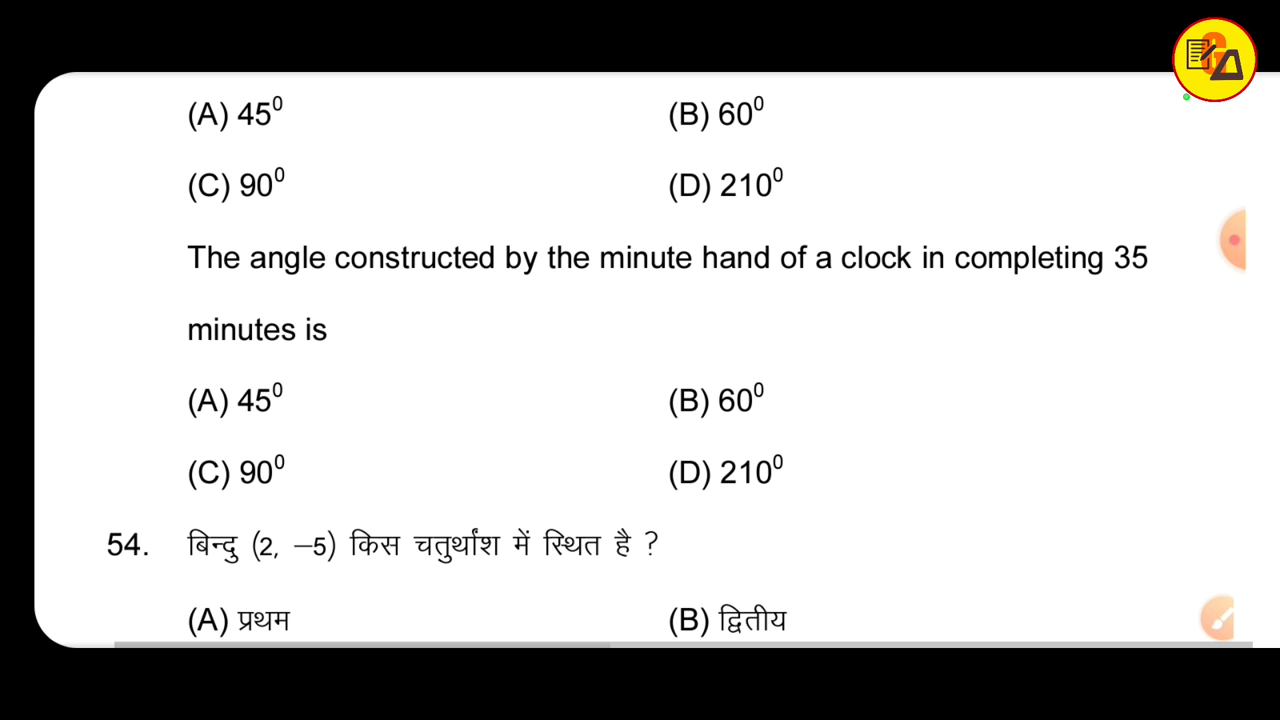 (A) 45⁰ (B) 60⁰
(C) 90⁰ (D) 210⁰
The angle constructed by the minute hand of a clock in completing 35
minutes is
(A) 45⁰ (B) 60⁰
(C) 90⁰ (D) 210⁰
54. बिन्दु (2, –5) किस चतुर्थांश में स्थित है ?
(A) प्रथम (B) द्वितीय